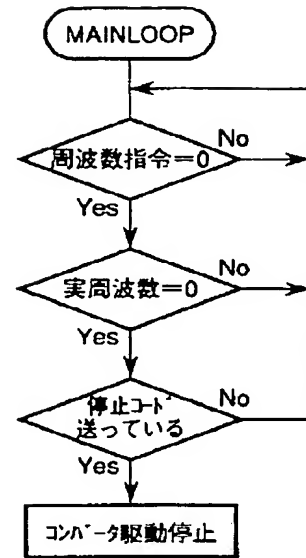 MAINLOOP
周波数指令=0
No
Yes
実周波数=0
No
Yes
停止コード
送っている
No
Yes
コンバータ駆動停止